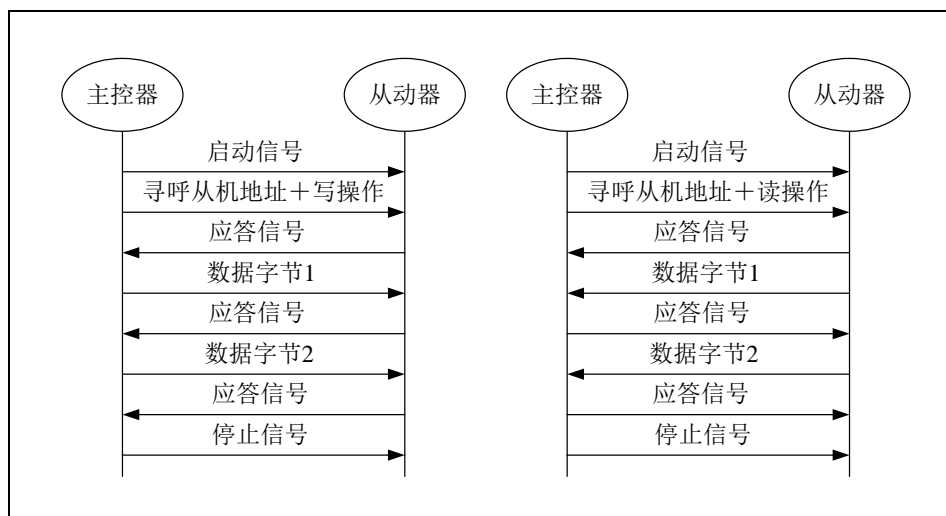 主控器
从动器
启动信号
寻呼从机地址＋写操作
应答信号
数据字节1
应答信号
数据字节2
应答信号
停止信号
主控器
从动器
启动信号
寻呼从机地址＋读操作
应答信号
数据字节1
应答信号
数据字节2
应答信号
停止信号